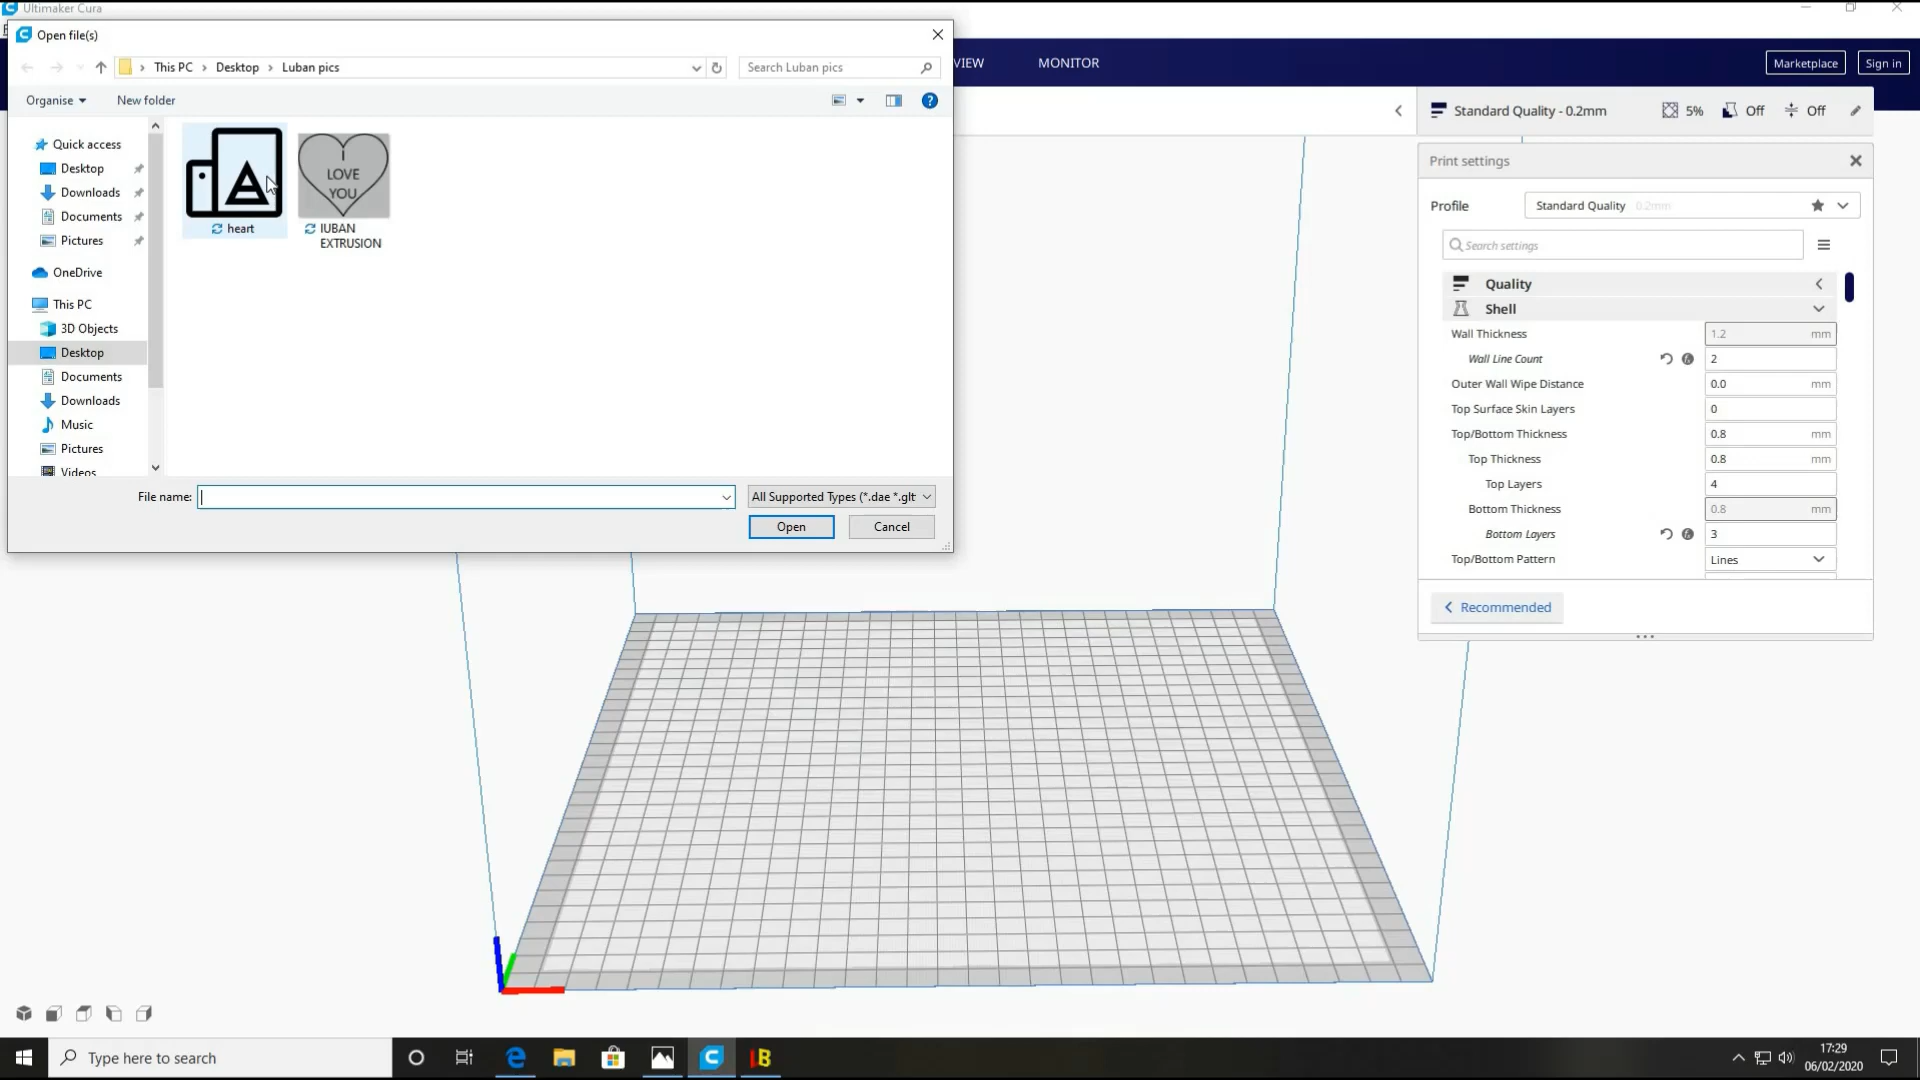 Ultimaker Cura
Open file(s)
This PC > Desktop > Luban pics
Search Luban pics
Organise
New folder
Quick access
Desktop
Downloads
Documents
Pictures
OneDrive
This PC
3D Objects
Desktop
Documents
Downloads
Music
Pictures
Videos
heart
I
LOVE
YOU
IUBAN
EXTRUSION
File name:
All Supported Types (*.dae *.glt
Open
Cancel
VIEW
MONITOR
Marketplace
Sign in
Standard Quality - 0.2mm
5%
Off
Off
Print settings
Profile
Standard Quality 0.2mm
Search settings
Quality
Shell
Wall Thickness 1.2 mm
Wall Line Count 2
Outer Wall Wipe Distance 0.0 mm
Top Surface Skin Layers 0
Top/Bottom Thickness 0.8 mm
Top Thickness 0.8 mm
Top Layers 4
Bottom Thickness 0.8 mm
Bottom Layers 3
Top/Bottom Pattern Lines
Recommended
Type here to search
17:29
06/02/2020